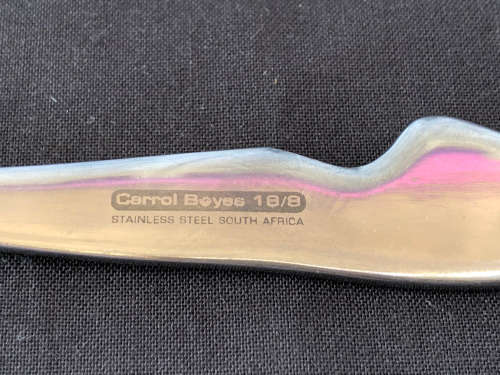 Carrol Boyes 18/8
STAINLESS STEEL SOUTH AFRICA